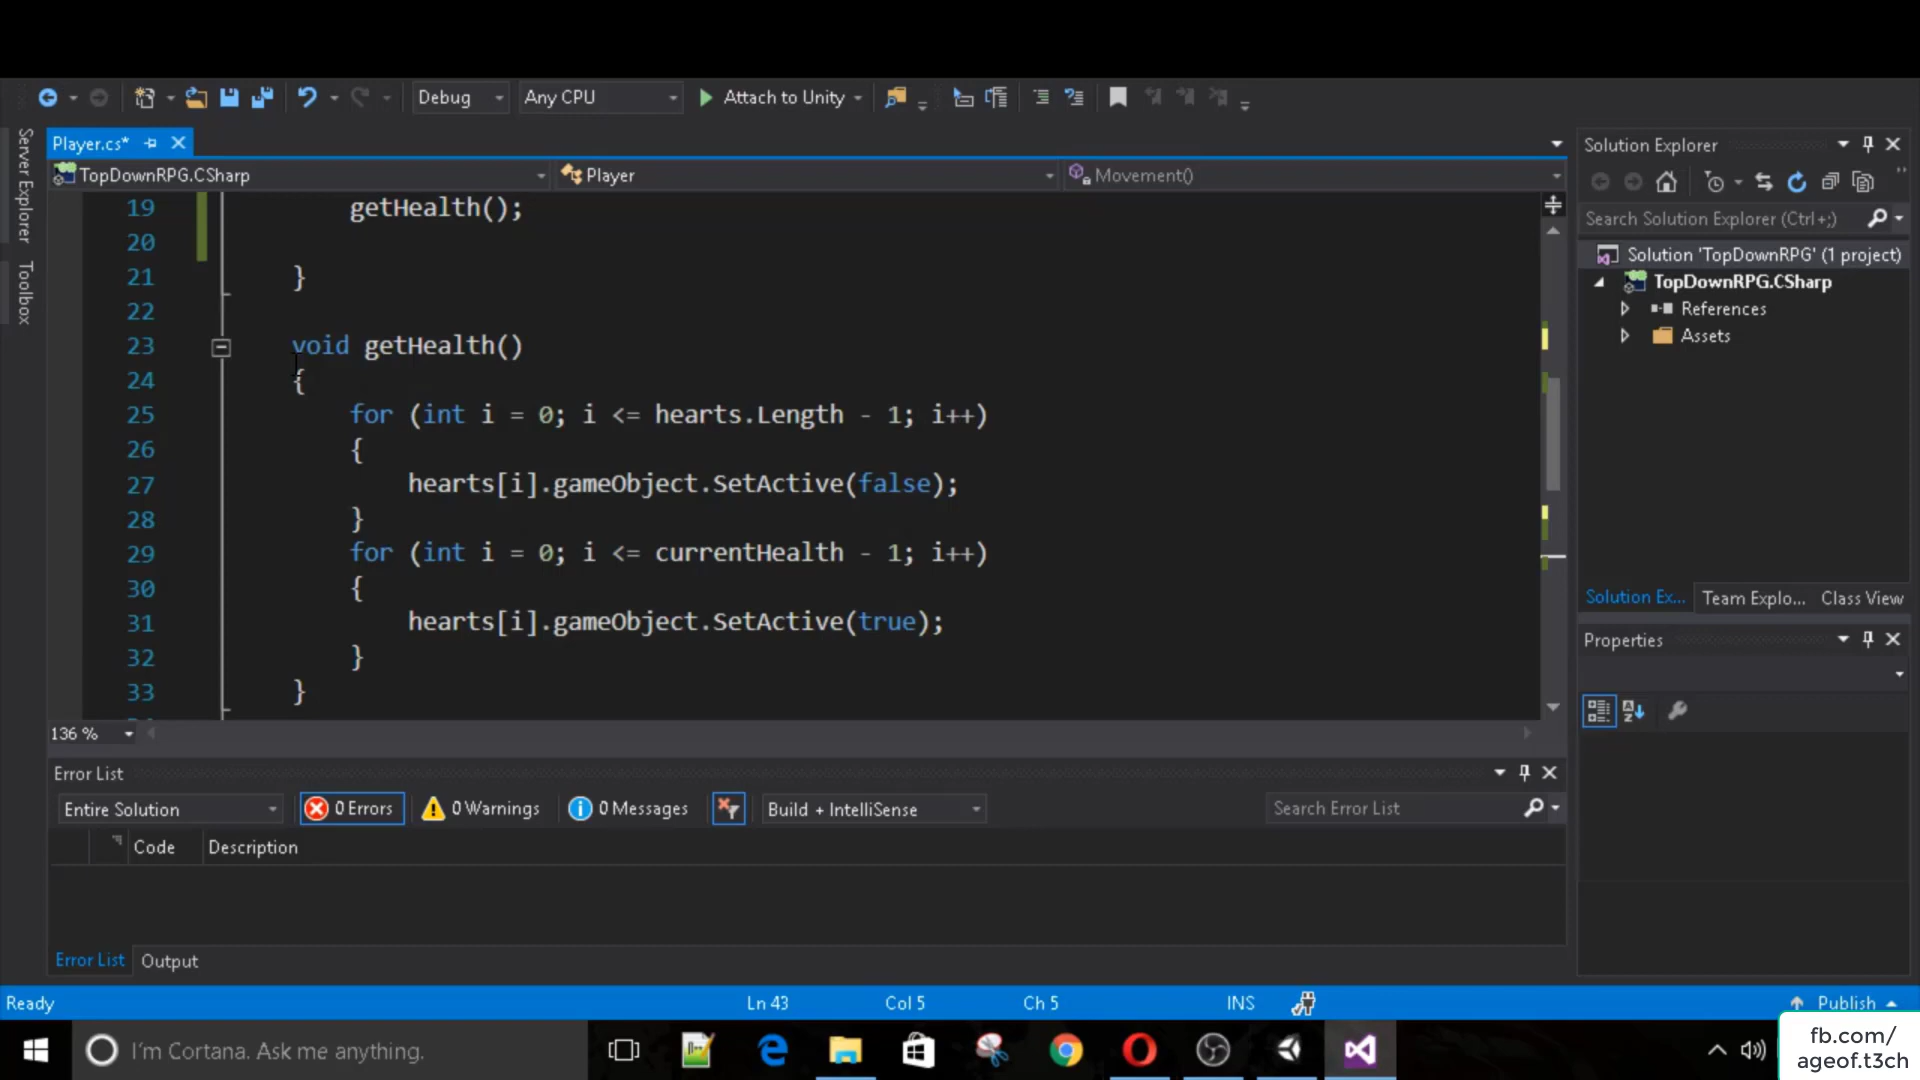 Debug
Any CPU
Attach to Unity
Server Explorer
Toolbox
Player.cs*
TopDownRPG.CSharp
Player
Movement()
19 getHealth();
20
21 }
22
23 void getHealth()
24 {
25 for (int i = 0; i <= hearts.Length - 1; i++)
26 {
27 hearts[i].gameObject.SetActive(false);
28 }
29 for (int i = 0; i <= currentHealth - 1; i++)
30 {
31 hearts[i].gameObject.SetActive(true);
32 }
33 }
136 %
Solution Explorer
Search Solution Explorer (Ctrl+;)
Solution 'TopDownRPG' (1 project)
TopDownRPG.CSharp
References
Assets
Solution Ex... Team Explo... Class View
Properties
Error List
Entire Solution
0 Errors
0 Warnings
0 Messages
Build + IntelliSense
Search Error List
Code Description
Error List Output
Ready
Ln 43 Col 5 Ch 5 INS
Publish
I'm Cortana. Ask me anything.
fb.com/
ageof.t3ch